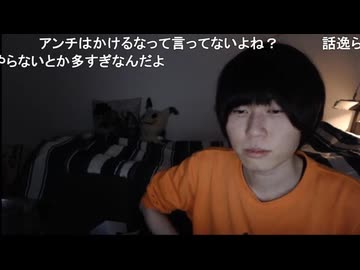 アンチはかけるなって言ってないよね？
話逸ら
やらないとか多すぎなんだよ